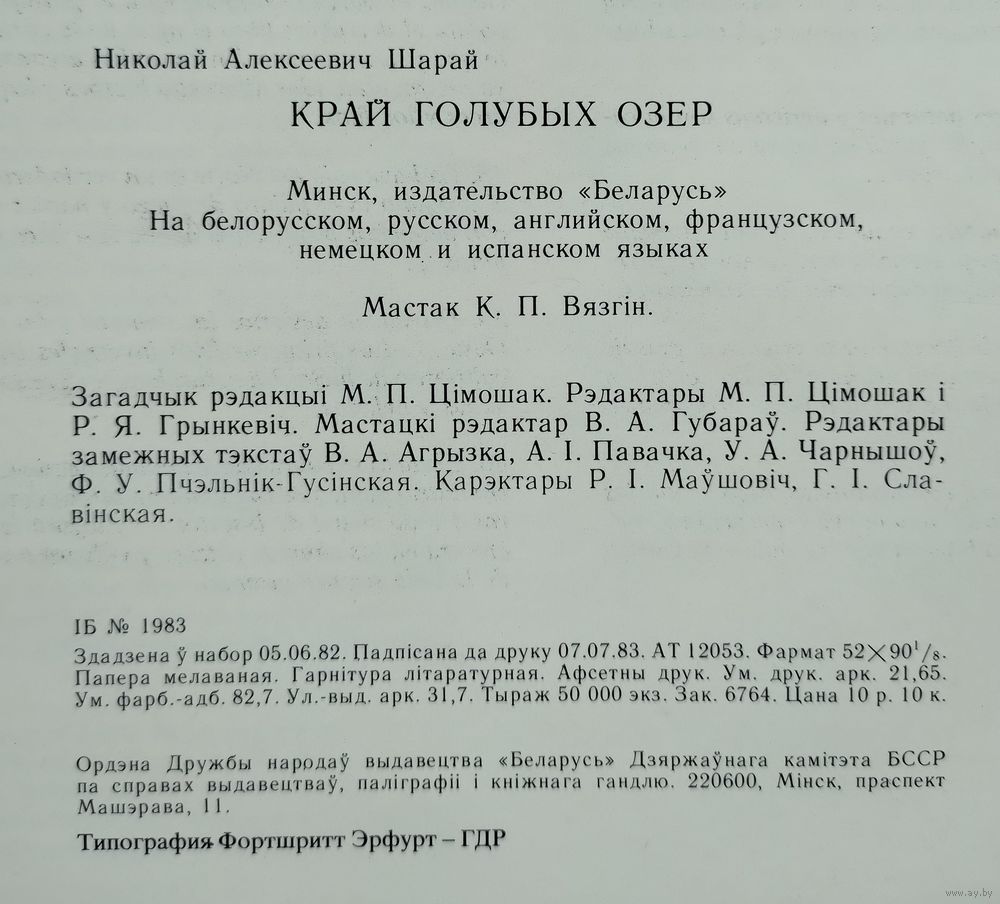 Николай Алексеевич Шарай
КРАЙ ГОЛУБЫХ ОЗЕР
Минск, издательство «Беларусь»
На белорусском, русском, английском, французском,
немецком и испанском языках
Мастак К. П. Вязгін.
Загадчык рэдакцыі М. П. Цімошак. Рэдактары М. П. Цімошак і
Р. Я. Грынкевіч. Мастацкі рэдактар В. А. Губараў. Рэдактары
замежных тэкстаў В. А. Агрызка, А. І. Павачка, У. А. Чарнышоў,
Ф. У. Пчэльнік-Гусінская. Карэктары Р. І. Маўшовіч, Г. І. Сла-
вінская.
ІБ № 1983
Здадзена ў набор 05.06.82. Падпісана да друку 07.07.83. АТ 12053. Фармат 52×90¹/₈.
Папера мелаваная. Гарнітура літаратурная. Афсетны друк. Ум. друк. арк. 21,65.
Ум. фарб.-адб. 82,7. Ул.-выд. арк. 31,7. Тыраж 50 000 экз. Зак. 6764. Цана 10 р. 10 к.
Ордэна Дружбы народаў выдавецтва «Беларусь» Дзяржаўнага камітэта БССР
па справах выдавецтваў, паліграфіі і кніжнага гандлю. 220600, Мінск, праспект
Машэрава, 11.
Типография Фортшритт Эрфурт – ГДР
www.ay.by